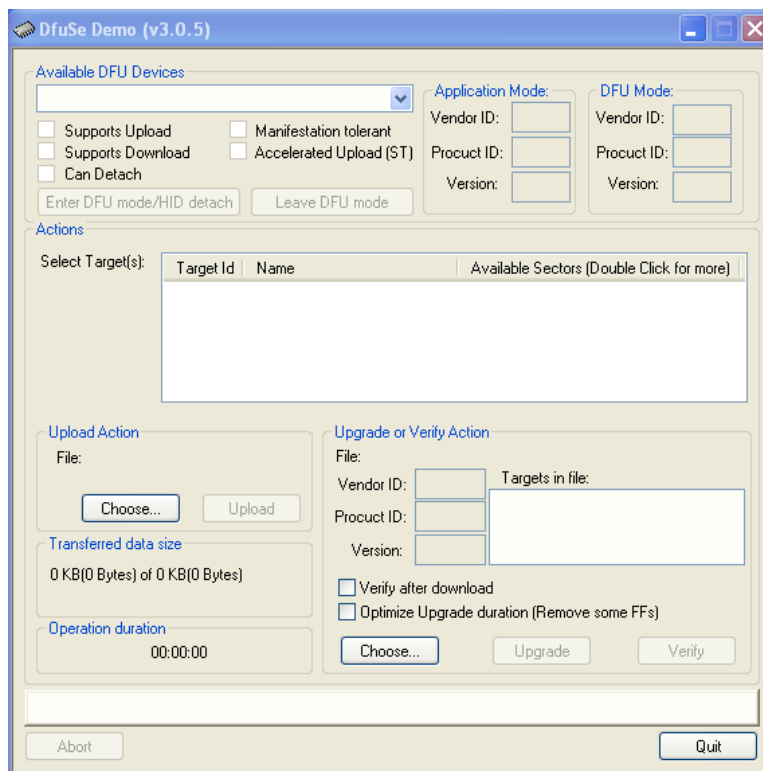 DfuSe Demo (v3.0.5)
Available DFU Devices
Application Mode:
DFU Mode:
Vendor ID:
Vendor ID:
Supports Upload
Manifestation tolerant
Supports Download
Accelerated Upload (ST)
Procuct ID:
Procuct ID:
Can Detach
Version:
Version:
Enter DFU mode/HID detach
Leave DFU mode
Actions
Select Target(s):
Target Id
Name
Available Sectors (Double Click for more)
Upload Action
File:
Choose...
Upload
Transferred data size
0 KB(0 Bytes) of 0 KB(0 Bytes)
Operation duration
00:00:00
Upgrade or Verify Action
File:
Vendor ID:
Targets in file:
Procuct ID:
Version:
Verify after download
Optimize Upgrade duration (Remove some FFs)
Choose...
Upgrade
Verify
Abort
Quit